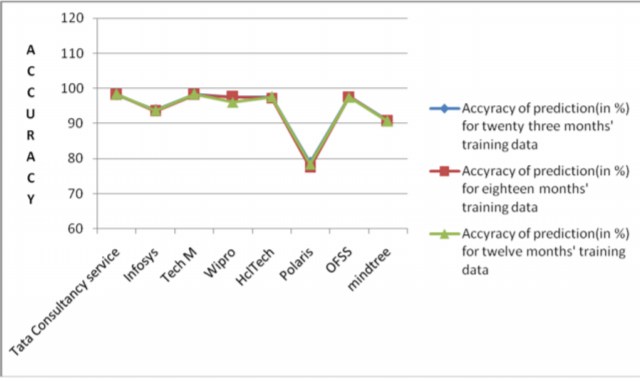 120
110
100
90
80
70
60
A
C
C
U
R
A
C
Y
Tata Consultancy service
Infosys
Tech M
Wipro
HclTech
Polaris
OFSS
mindtree
Accyracy of prediction(in %)
for twenty three months'
training data
Accyracy of prediction(in %)
for eighteen months'
training data
Accyracy of prediction(in %)
for twelve months' training
data